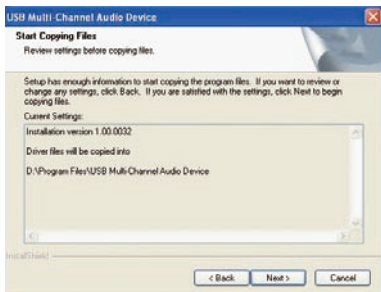 USB Multi-Channel Audio Device
Start Copying Files
Review settings before copying files.
Setup has enough information to start copying the program files. If you want to review or
change any settings, click Back. If you are satisfied with the settings, click Next to begin
copying files.
Current Settings:
Installation version 1.00.0032
Driver files will be copied into
D:\Program Files\USB Multi-Channel Audio Device
InstallShield
< Back Next > Cancel